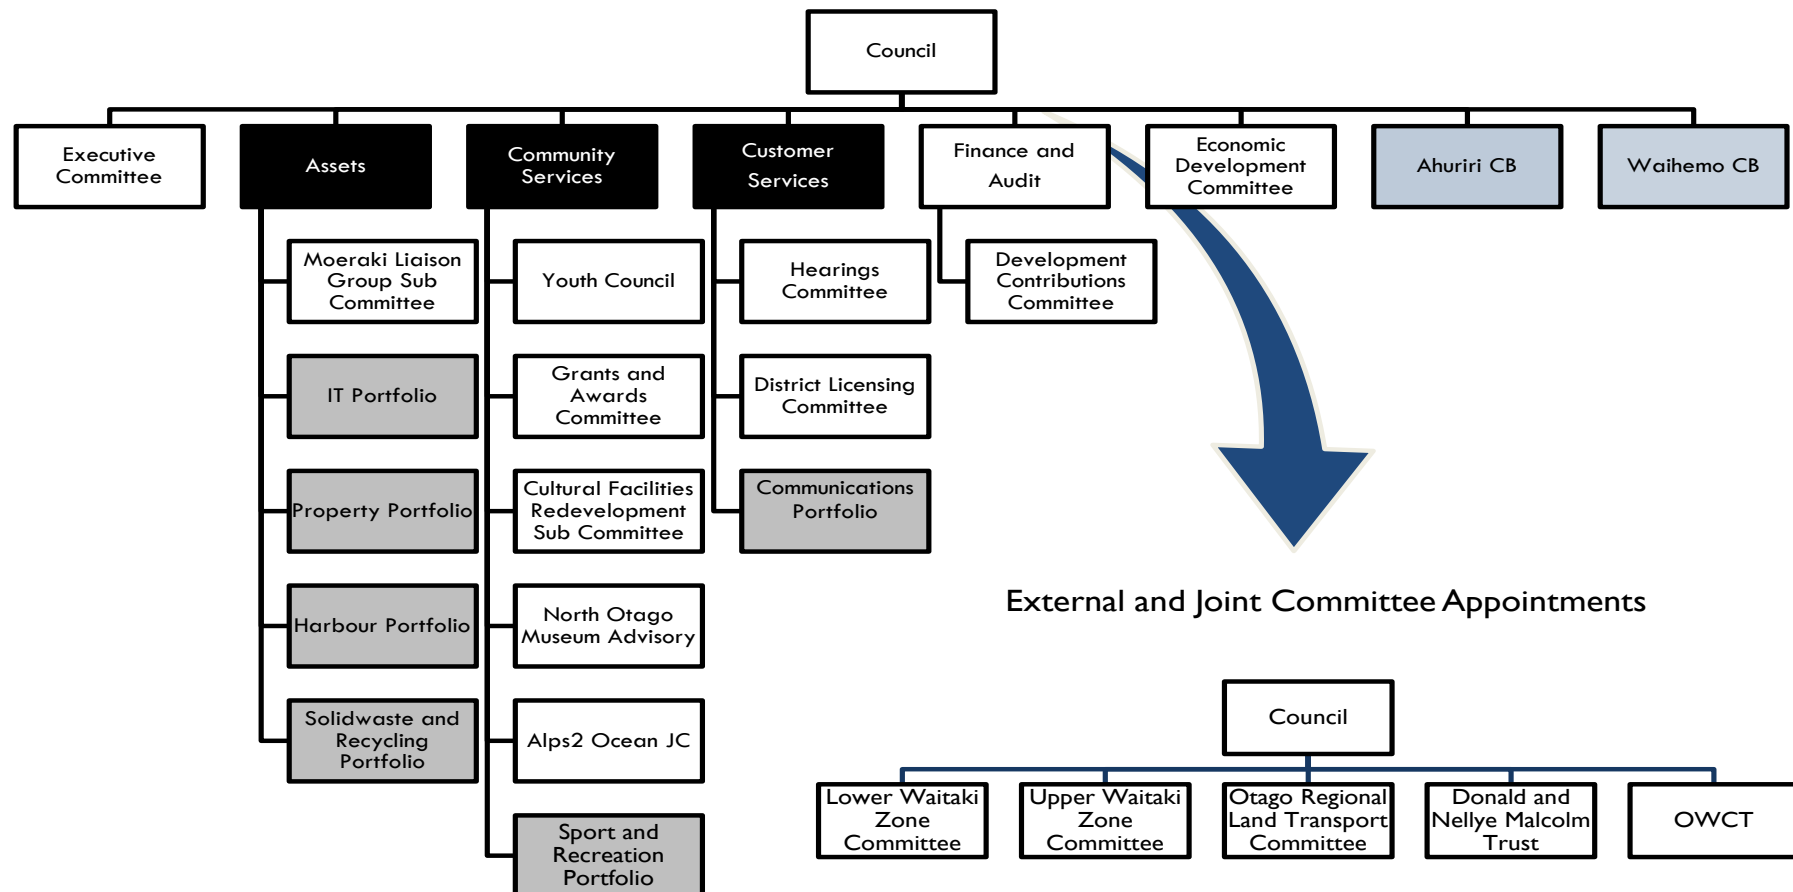 Council
Executive
Committee
Assets
Community
Services
Customer
Services
Finance and
Audit
Economic
Development
Committee
Ahuriri CB
Waihemo CB
Moeraki Liaison
Group Sub
Committee
IT Portfolio
Property Portfolio
Harbour Portfolio
Solidwaste and
Recycling
Portfolio
Youth Council
Grants and
Awards
Committee
Cultural Facilities
Redevelopment
Sub Committee
North Otago
Museum Advisory
Alps2 Ocean JC
Sport and
Recreation
Portfolio
Hearings
Committee
District Licensing
Committee
Communications
Portfolio
Development
Contributions
Committee
External and Joint Committee Appointments
Council
Lower Waitaki
Zone
Committee
Upper Waitaki
Zone
Committee
Otago Regional
Land Transport
Committee
Donald and
Nellye Malcolm
Trust
OWCT